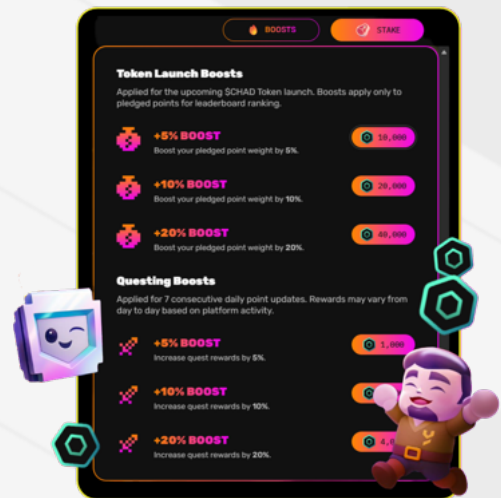 BOOSTS
STAKE
Token Launch Boosts
Applied for the upcoming $CHAD Token launch. Boosts apply only to
pledged points for leaderboard ranking.
+5% BOOST
10,000
Boost your pledged point weight by 5%.
+10% BOOST
20,000
Boost your pledged point weight by 10%.
+20% BOOST
40,000
Boost your pledged point weight by 20%.
Questing Boosts
Applied for 7 consecutive daily point updates. Rewards may vary from
day to day based on platform activity.
+5% BOOST
1,000
Increase quest rewards by 5%.
+10% BOOST
Increase quest rewards by 10%.
+20% BOOST
Increase quest rewards by 20%.